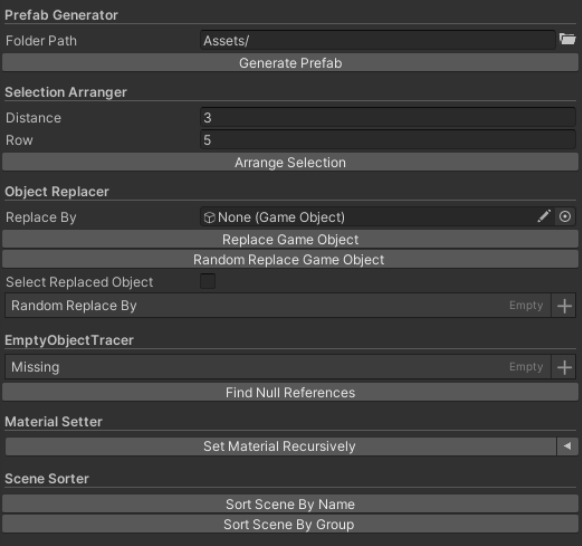 Prefab Generator
Folder Path Assets/
Generate Prefab
Selection Arranger
Distance 3
Row 5
Arrange Selection
Object Replacer
Replace By None (Game Object)
Replace Game Object
Random Replace Game Object
Select Replaced Object
Random Replace By Empty
EmptyObjectTracer
Missing Empty
Find Null References
Material Setter
Set Material Recursively
Scene Sorter
Sort Scene By Name
Sort Scene By Group